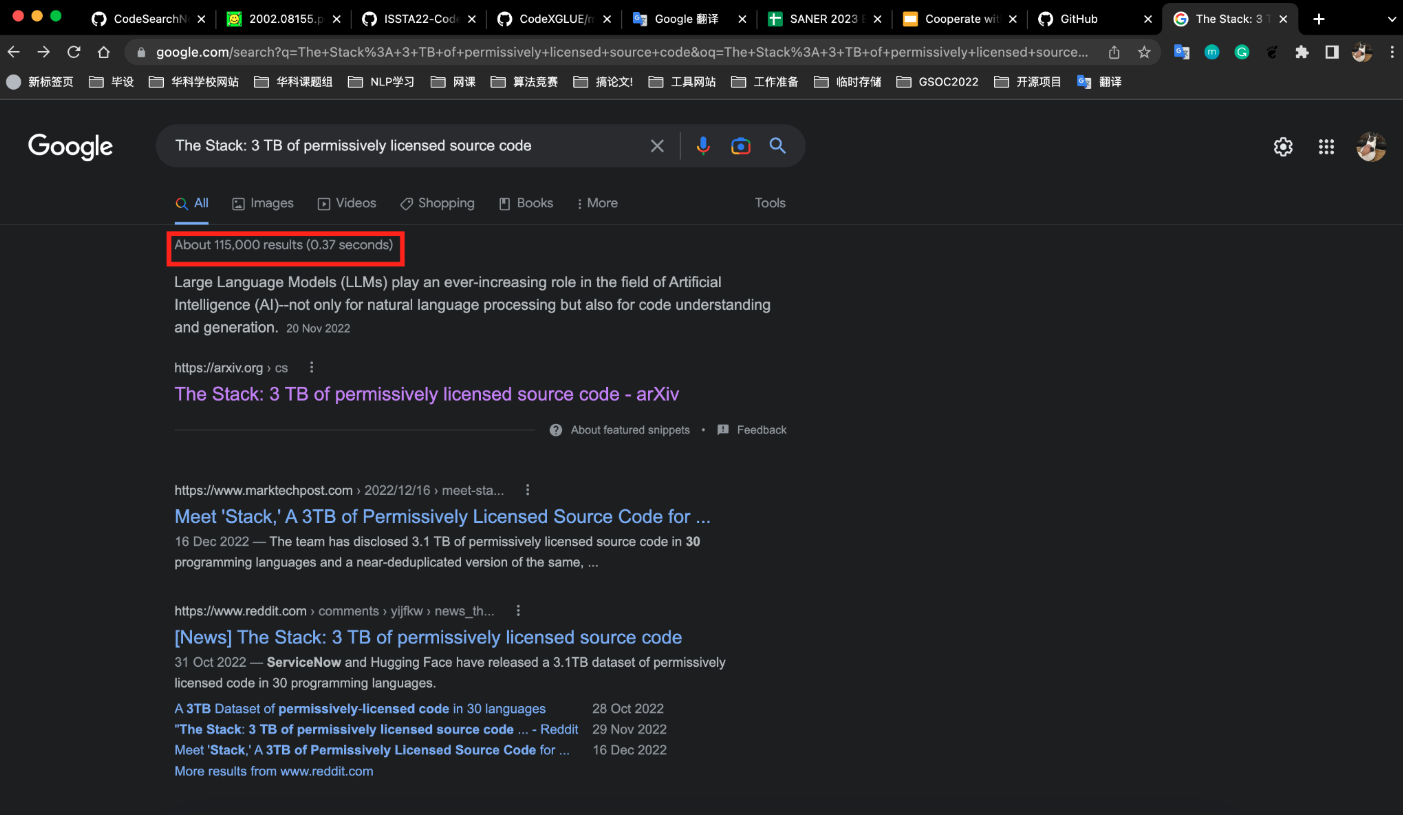 CodeSearchN
2002.08155.p
ISSTA22-Code
CodeXGLUE/m
Google 翻译
SANER 2023 E
Cooperate with
GitHub
The Stack: 3 T
google.com/search?q=The+Stack%3A+3+TB+of+permissively+licensed+source+code&oq=The+Stack%3A+3+TB+of+permissively+licensed+source...
新标签页
毕设
华科学校网站
华科课题组
NLP学习
网课
算法竞赛
搞论文!
工具网站
工作准备
临时存储
GSOC2022
开源项目
翻译
Google
The Stack: 3 TB of permissively licensed source code
All
Images
Videos
Shopping
Books
More
Tools
About 115,000 results (0.37 seconds)
Large Language Models (LLMs) play an ever-increasing role in the field of Artificial
Intelligence (AI)--not only for natural language processing but also for code understanding
and generation. 20 Nov 2022
https://arxiv.org › cs
The Stack: 3 TB of permissively licensed source code - arXiv
About featured snippets • Feedback
https://www.marktechpost.com › 2022/12/16 › meet-sta...
Meet 'Stack,' A 3TB of Permissively Licensed Source Code for ...
16 Dec 2022 — The team has disclosed 3.1 TB of permissively licensed source code in 30
programming languages and a near-deduplicated version of the same, ...
https://www.reddit.com › comments › yijfkw › news_th...
[News] The Stack: 3 TB of permissively licensed source code
31 Oct 2022 — ServiceNow and Hugging Face have released a 3.1TB dataset of permissively
licensed code in 30 programming languages.
A 3TB Dataset of permissively-licensed code in 30 languages 28 Oct 2022
"The Stack: 3 TB of permissively licensed source code ... - Reddit 29 Nov 2022
Meet 'Stack,' A 3TB of Permissively Licensed Source Code for ... 16 Dec 2022
More results from www.reddit.com